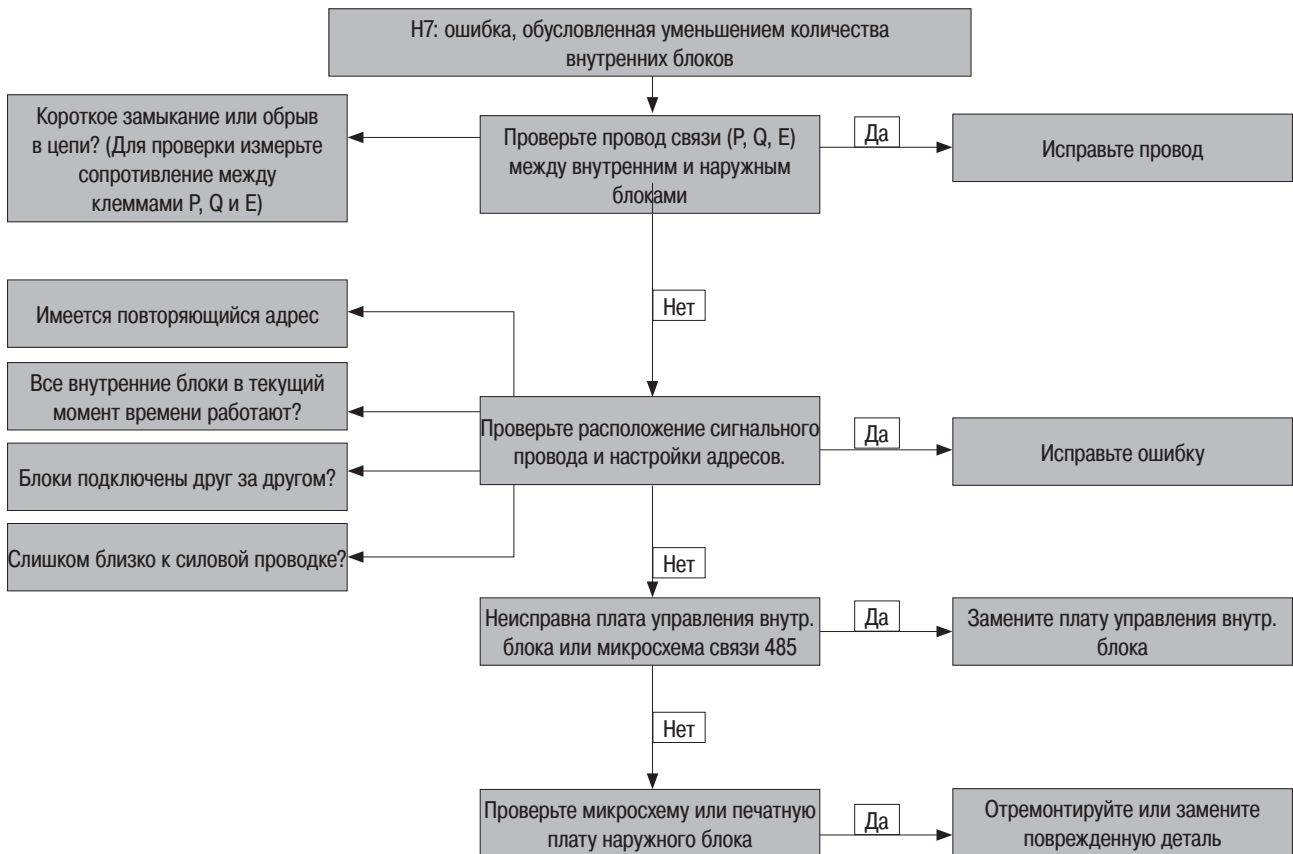 H7: ошибка, обусловленная уменьшением количества
внутренних блоков
Короткое замыкание или обрыв
в цепи? (Для проверки измерьте
сопротивление между
клеммами P, Q и E)
Проверьте провод связи (P, Q, E)
между внутренним и наружным
блоками
Да
Исправьте провод
Нет
Имеется повторяющийся адрес
Все внутренние блоки в текущий
момент времени работают?
Блоки подключены друг за другом?
Слишком близко к силовой проводке?
Проверьте расположение сигнального
провода и настройки адресов.
Да
Исправьте ошибку
Нет
Неисправна плата управления внутр.
блока или микросхема связи 485
Да
Замените плату управления внутр.
блока
Нет
Проверьте микросхему или печатную
плату наружного блока
Да
Отремонтируйте или замените
поврежденную деталь